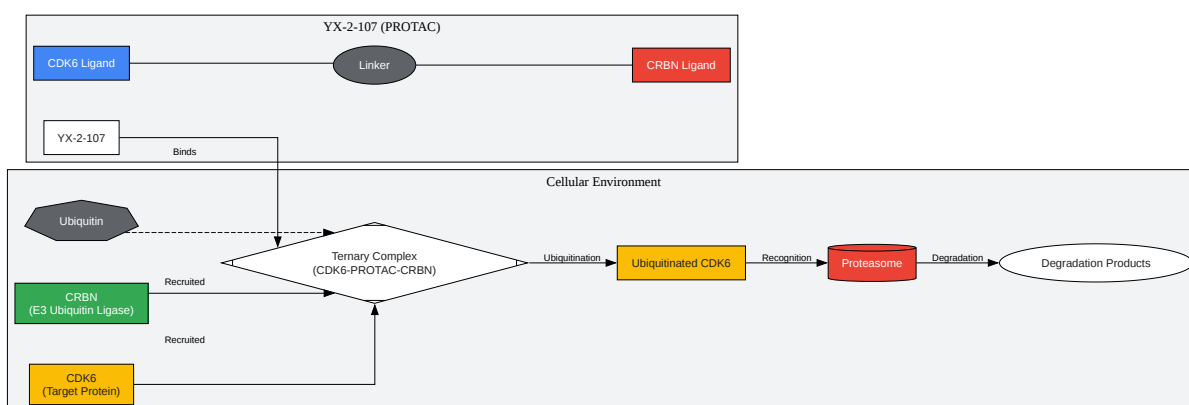 YX-2-107 (PROTAC)
CDK6 Ligand
Linker
CRBN Ligand
YX-2-107
Binds
Cellular Environment
Ubiquitin
Ternary Complex
(CDK6-PROTAC-CRBN)
Ubiquitination
Ubiquitinated CDK6
Recognition
Proteasome
Degradation
Degradation Products
Recruited
CRBN
(E3 Ubiquitin Ligase)
Recruited
CDK6
(Target Protein)